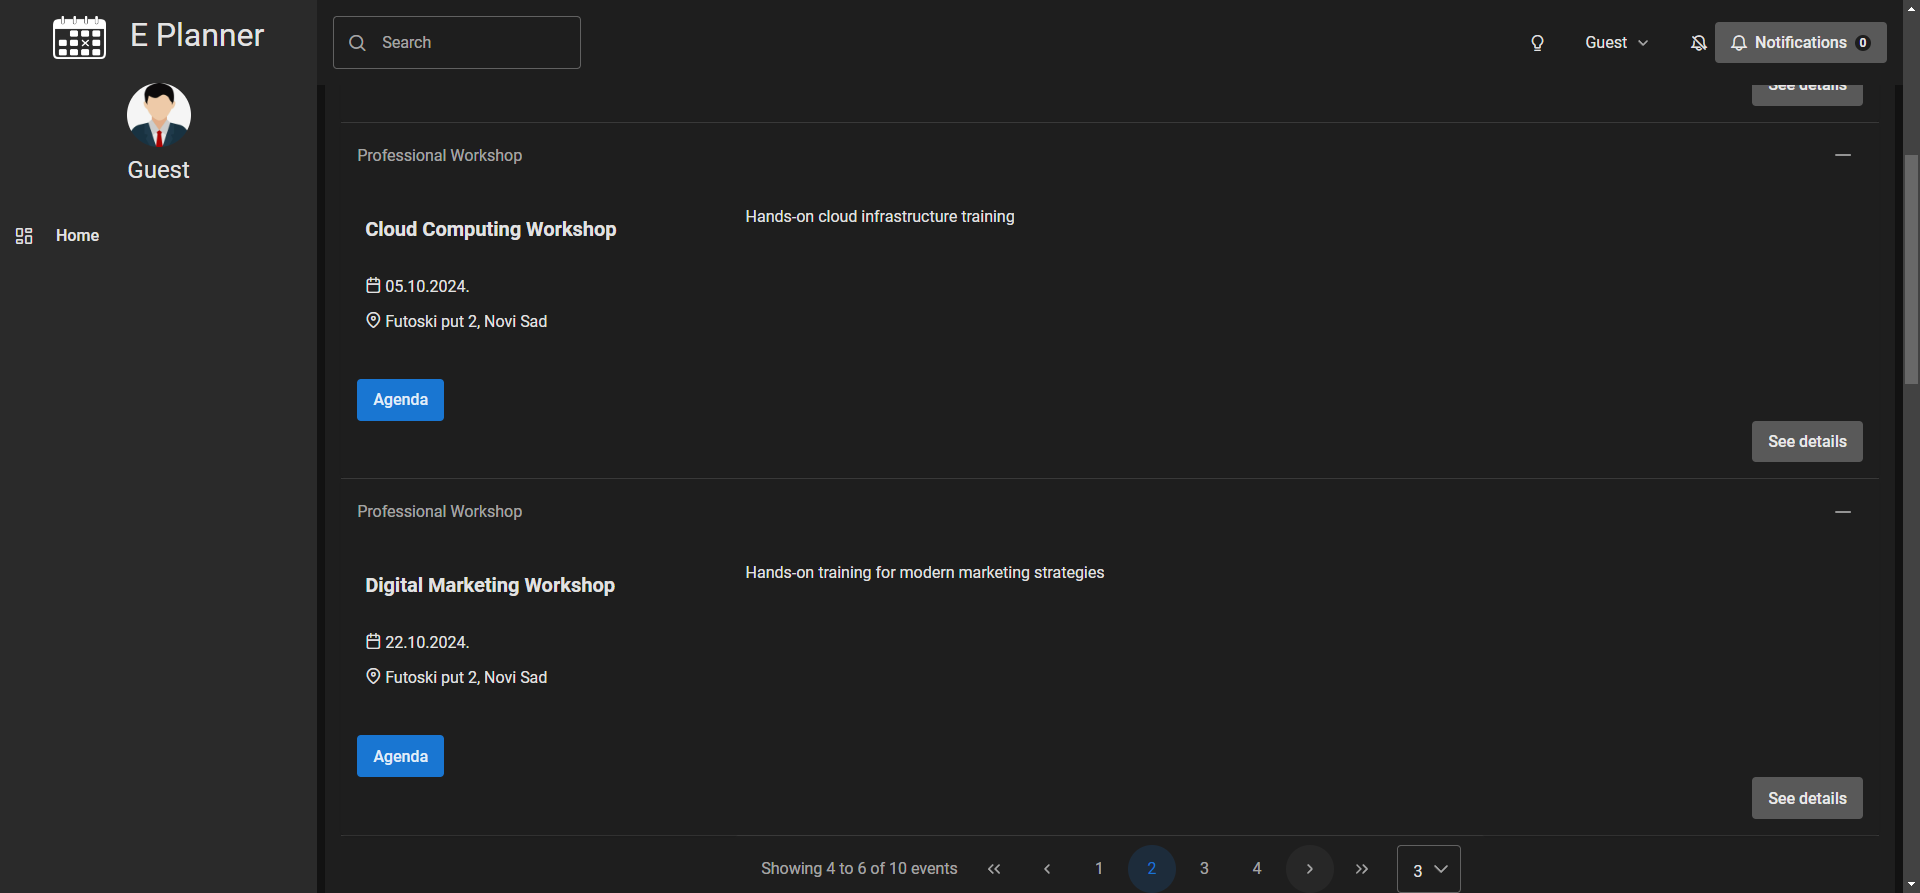 E Planner
Guest
Home
Search
Guest
Notifications 0
See details
Professional Workshop
Cloud Computing Workshop
Hands-on cloud infrastructure training
05.10.2024.
Futoski put 2, Novi Sad
Agenda
See details
Professional Workshop
Digital Marketing Workshop
Hands-on training for modern marketing strategies
22.10.2024.
Futoski put 2, Novi Sad
Agenda
See details
Showing 4 to 6 of 10 events « ‹ 1 2 3 4 › » 3